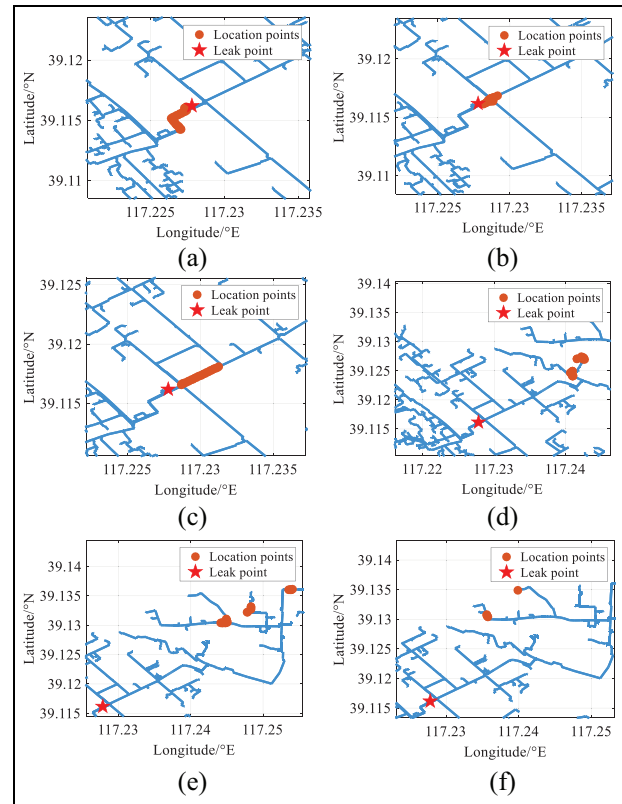 Location points
Leak point
39.12
39.115
39.11
Latitude/°N
117.225
117.23
117.235
Longitude/°E
(a)
Location points
Leak point
39.12
39.115
39.11
Latitude/°N
117.225
117.23
117.235
Longitude/°E
(b)
39.125
39.12
39.115
Latitude/°N
Location points
Leak point
117.225
117.23
117.235
Longitude/°E
(c)
39.14
39.135
39.13
39.125
39.12
39.115
Latitude/°N
Location points
Leak point
117.22
117.23
117.24
Longitude/°E
(d)
39.14
39.135
39.13
39.125
39.12
39.115
Latitude/°N
Location points
Leak point
117.23
117.24
117.25
Longitude/°E
(e)
39.14
39.135
39.13
39.125
39.12
39.115
Latitude/°N
Location points
Leak point
117.23
117.24
117.25
Longitude/°E
(f)